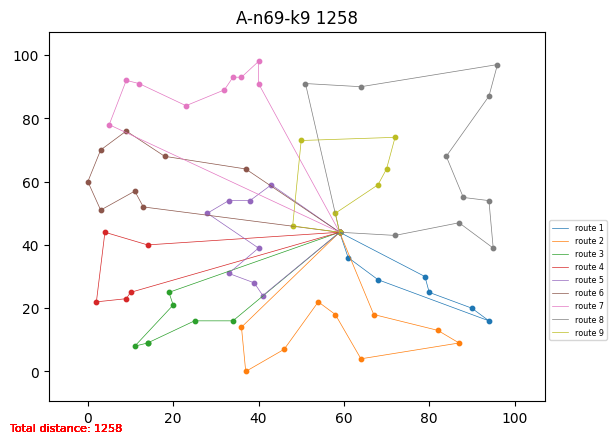 A-n69-k9 1258
100
80
60
40
20
0
0 20 40 60 80 100
route 1
route 2
route 3
route 4
route 5
route 6
route 7
route 8
route 9
Total distance: 1258